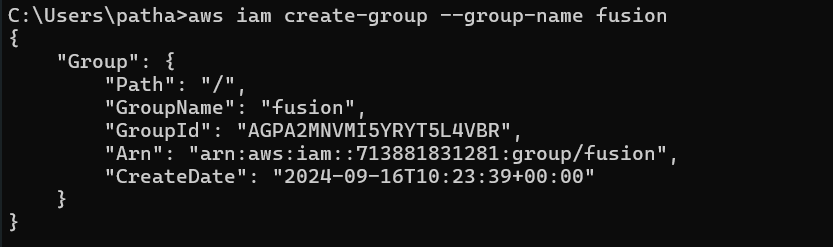 C:\Users\patha>aws iam create-group --group-name fusion
{
    "Group": {
        "Path": "/",
        "GroupName": "fusion",
        "GroupId": "AGPA2MNVMI5YRYT5L4VBR",
        "Arn": "arn:aws:iam::713881831281:group/fusion",
        "CreateDate": "2024-09-16T10:23:39+00:00"
    }
}